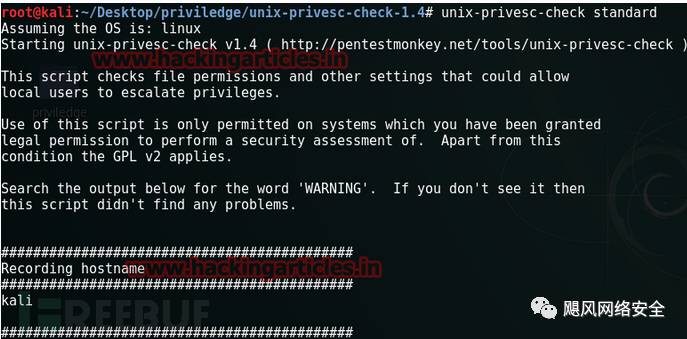 root@kali:~/Desktop/priviledge/unix-privesc-check-1.4# unix-privesc-check standard
Assuming the OS is: linux
Starting unix-privesc-check v1.4 ( http://pentestmonkey.net/tools/unix-privesc-check )
www.hackingarticles.in
This script checks file permissions and other settings that could allow
local users to escalate privileges.
priviledge
Use of this script is only permitted on systems which you have been granted
legal permission to perform a security assessment of.  Apart from this
condition the GPL v2 applies.
Search the output below for the word 'WARNING'.  If you don't see it then
this script didn't find any problems.
############################################
Recording hostname
www.hackingarticles.in
############################################
kali
REEBUF
飓风网络安全
############################################